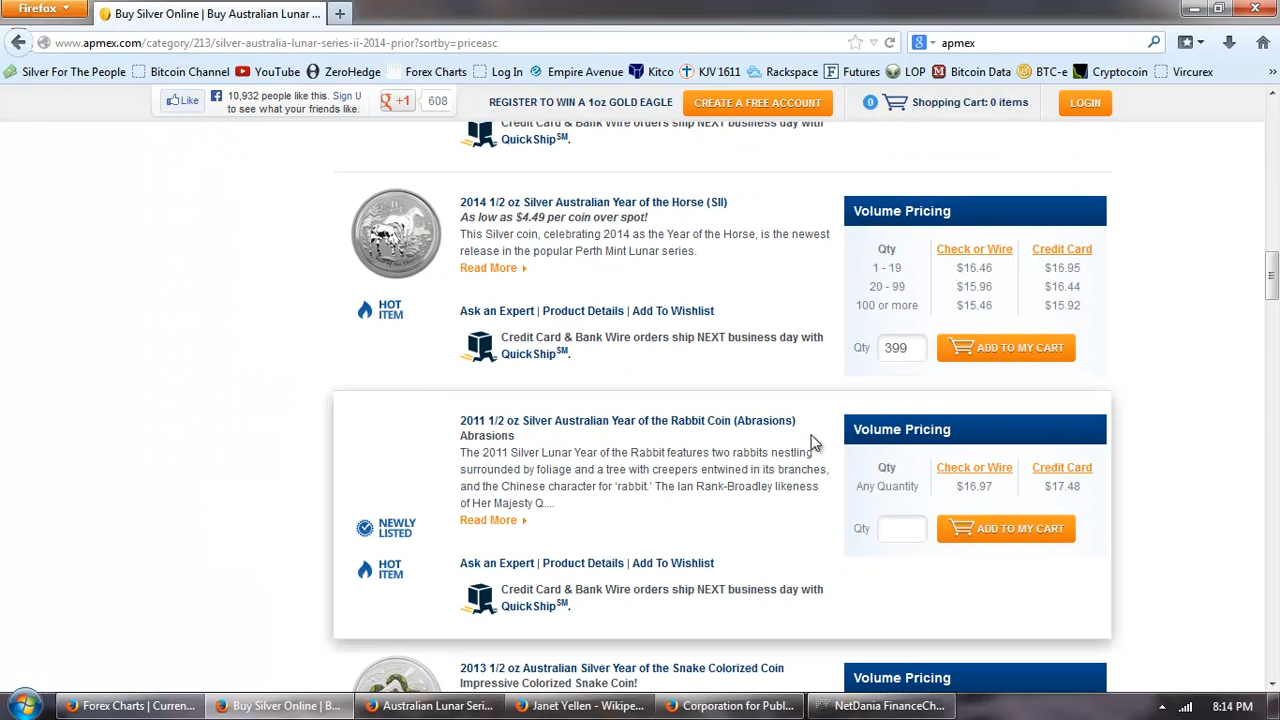 Firefox
Buy Silver Online | Buy Australian Lunar ...
www.apmex.com/category/213/silver-australia-lunar-series-ii-2014-prior?sortby=priceasc
apmex
Silver For The People Bitcoin Channel YouTube ZeroHedge Forex Charts Log In Empire Avenue Kitco KJV 1611 Rackspace Futures LOP Bitcoin Data BTC-e Cryptocoin Vircurex »
Like 10,932 people like this. Sign U
to see what your friends like.
+1 608
REGISTER TO WIN A 1oz GOLD EAGLE CREATE A FREE ACCOUNT 0 Shopping Cart: 0 items LOGIN
Credit Card & Bank Wire orders ship NEXT business day with
QuickShip℠.
2014 1/2 oz Silver Australian Year of the Horse (SII)
As low as $4.49 per coin over spot!
This Silver coin, celebrating 2014 as the Year of the Horse, is the newest
release in the popular Perth Mint Lunar series.
Read More
HOT
ITEM
Ask an Expert | Product Details | Add To Wishlist
Credit Card & Bank Wire orders ship NEXT business day with
QuickShip℠.
Volume Pricing
Qty Check or Wire Credit Card
1 - 19 $16.46 $16.95
20 - 99 $15.96 $16.44
100 or more $15.46 $15.92
Qty 399 ADD TO MY CART
2011 1/2 oz Silver Australian Year of the Rabbit Coin (Abrasions)
Abrasions
The 2011 Silver Lunar Year of the Rabbit features two rabbits nestling
surrounded by foliage and a tree with creepers entwined in its branches,
and the Chinese character for ‘rabbit.’ The Ian Rank-Broadley likeness
of Her Majesty Q....
Read More
NEWLY
LISTED
HOT
ITEM
Ask an Expert | Product Details | Add To Wishlist
Credit Card & Bank Wire orders ship NEXT business day with
QuickShip℠.
Volume Pricing
Qty Check or Wire Credit Card
Any Quantity $16.97 $17.48
Qty ADD TO MY CART
2013 1/2 oz Australian Silver Year of the Snake Colorized Coin
Impressive Colorized Snake Coin!
Volume Pricing
Forex Charts | Curren... Buy Silver Online | B... Australian Lunar Seri... Janet Yellen - Wikipe... Corporation for Publ... NetDania FinanceCh... 8:14 PM